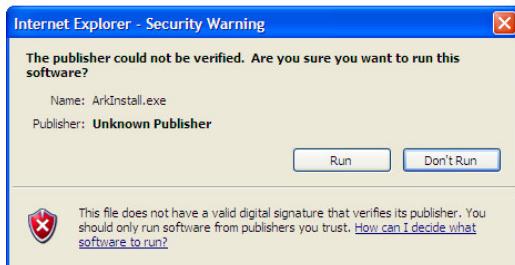 Internet Explorer - Security Warning
The publisher could not be verified.  Are you sure you want to run this
software?
Name: ArkInstall.exe
Publisher: Unknown Publisher
Run Don't Run
This file does not have a valid digital signature that verifies its publisher. You
should only run software from publishers you trust. How can I decide what
software to run?